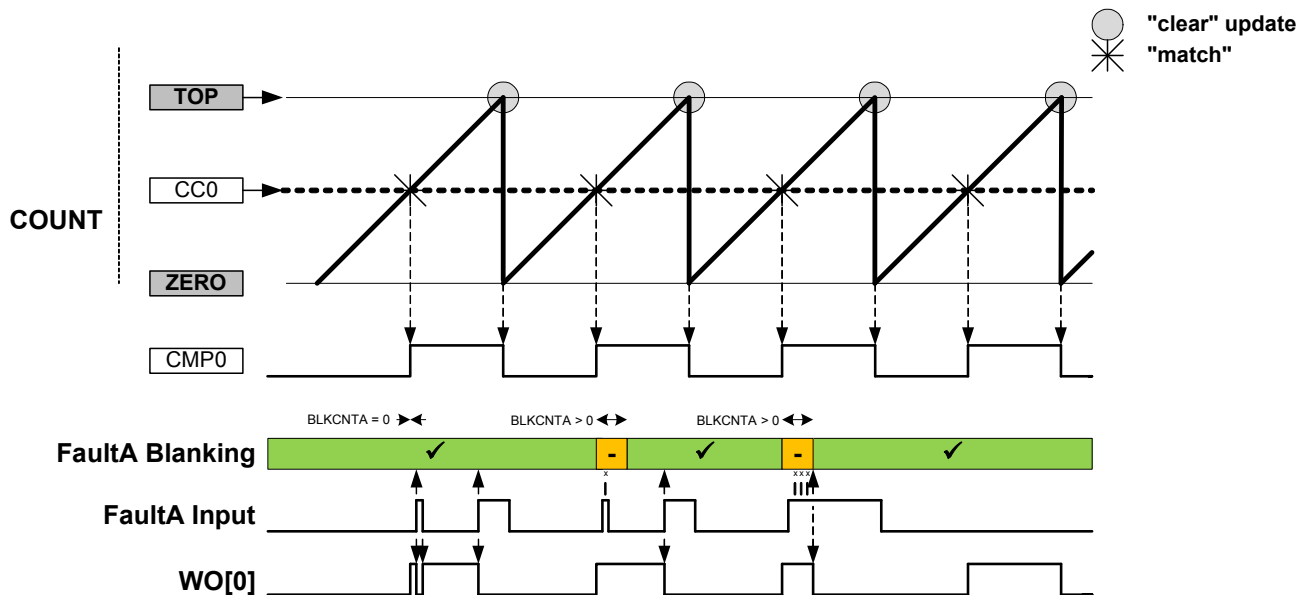 "clear" update
"match"
TOP
CC0
COUNT
ZERO
CMP0
BLKCNTA = 0
BLKCNTA > 0
BLKCNTA > 0
FaultA Blanking
✓ - ✓ - ✓
x
x x x
FaultA Input
WO[0]